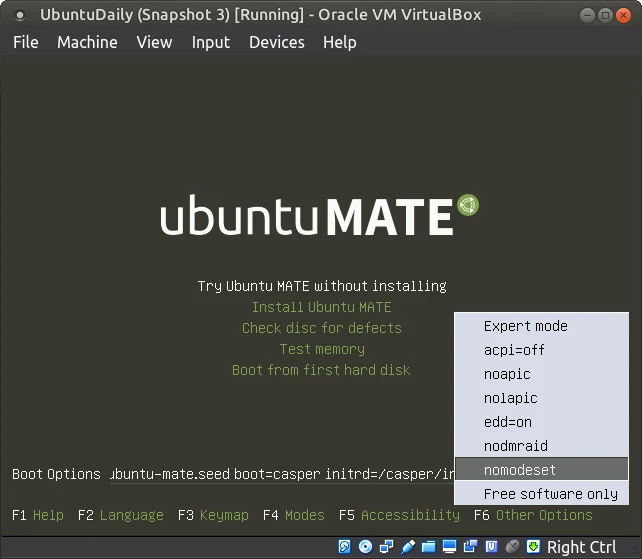 UbuntuDaily (Snapshot 3) [Running] - Oracle VM VirtualBox
File Machine View Input Devices Help
ubuntu MATE
Try Ubuntu MATE without installing
Install Ubuntu MATE
Check disc for defects
Test memory
Boot from first hard disk
Expert mode
acpi=off
noapic
nolapic
edd=on
nodmraid
nomodeset
Free software only
Boot Options ubuntu-mate.seed boot=casper initrd=/casper/in
F1 Help F2 Language F3 Keymap F4 Modes F5 Accessibility F6 Other Options
Right Ctrl